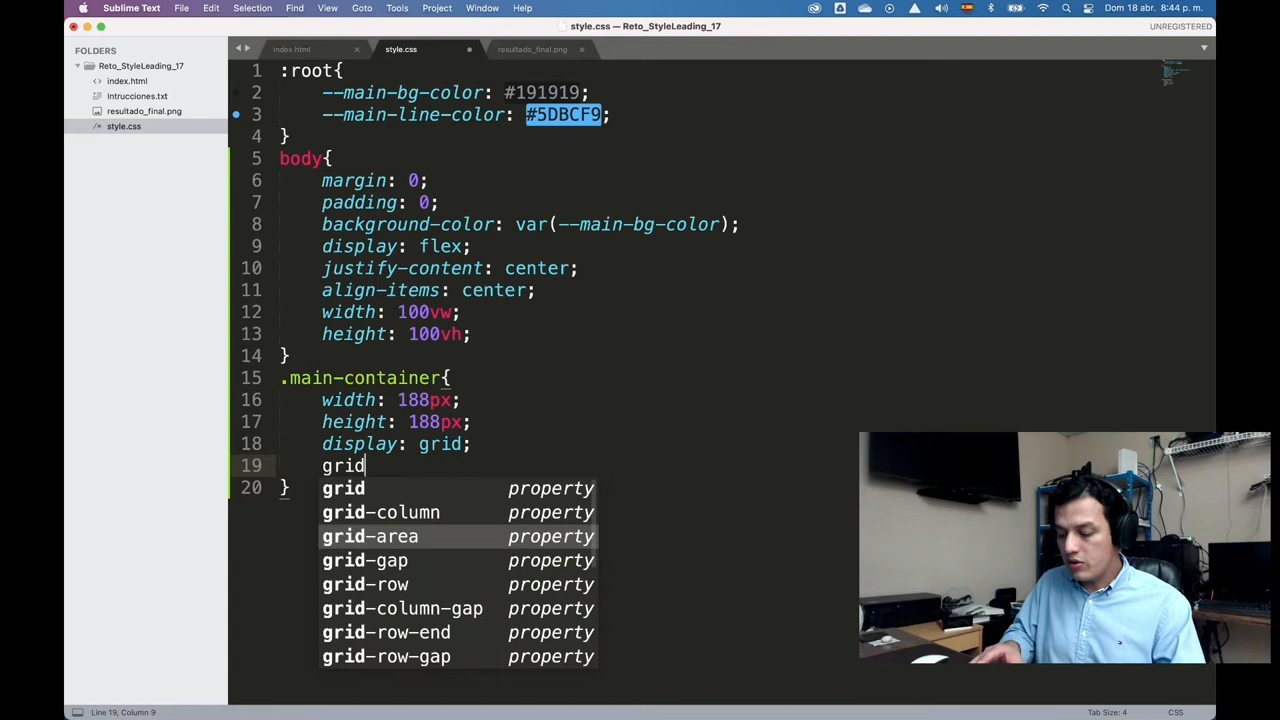 Sublime Text File Edit Selection Find View Goto Tools Project Window Help Dom 18 abr. 8:44 p. m.
style.css — Reto_StyleLeading_17 UNREGISTERED
FOLDERS
Reto_StyleLeading_17
index.html
Intrucciones.txt
resultado_final.png
style.css
index.html style.css resultado_final.png
1 :root{
2 --main-bg-color: #191919;
3 --main-line-color: #5DBCF9;
4 }
5 body{
6 margin: 0;
7 padding: 0;
8 background-color: var(--main-bg-color);
9 display: flex;
10 justify-content: center;
11 align-items: center;
12 width: 100vw;
13 height: 100vh;
14 }
15 .main-container{
16 width: 188px;
17 height: 188px;
18 display: grid;
19 grid
20 }
grid property
grid-column property
grid-area property
grid-gap property
grid-row property
grid-column-gap property
grid-row-end property
grid-row-gap property
Line 19, Column 9 Tab Size: 4 CSS